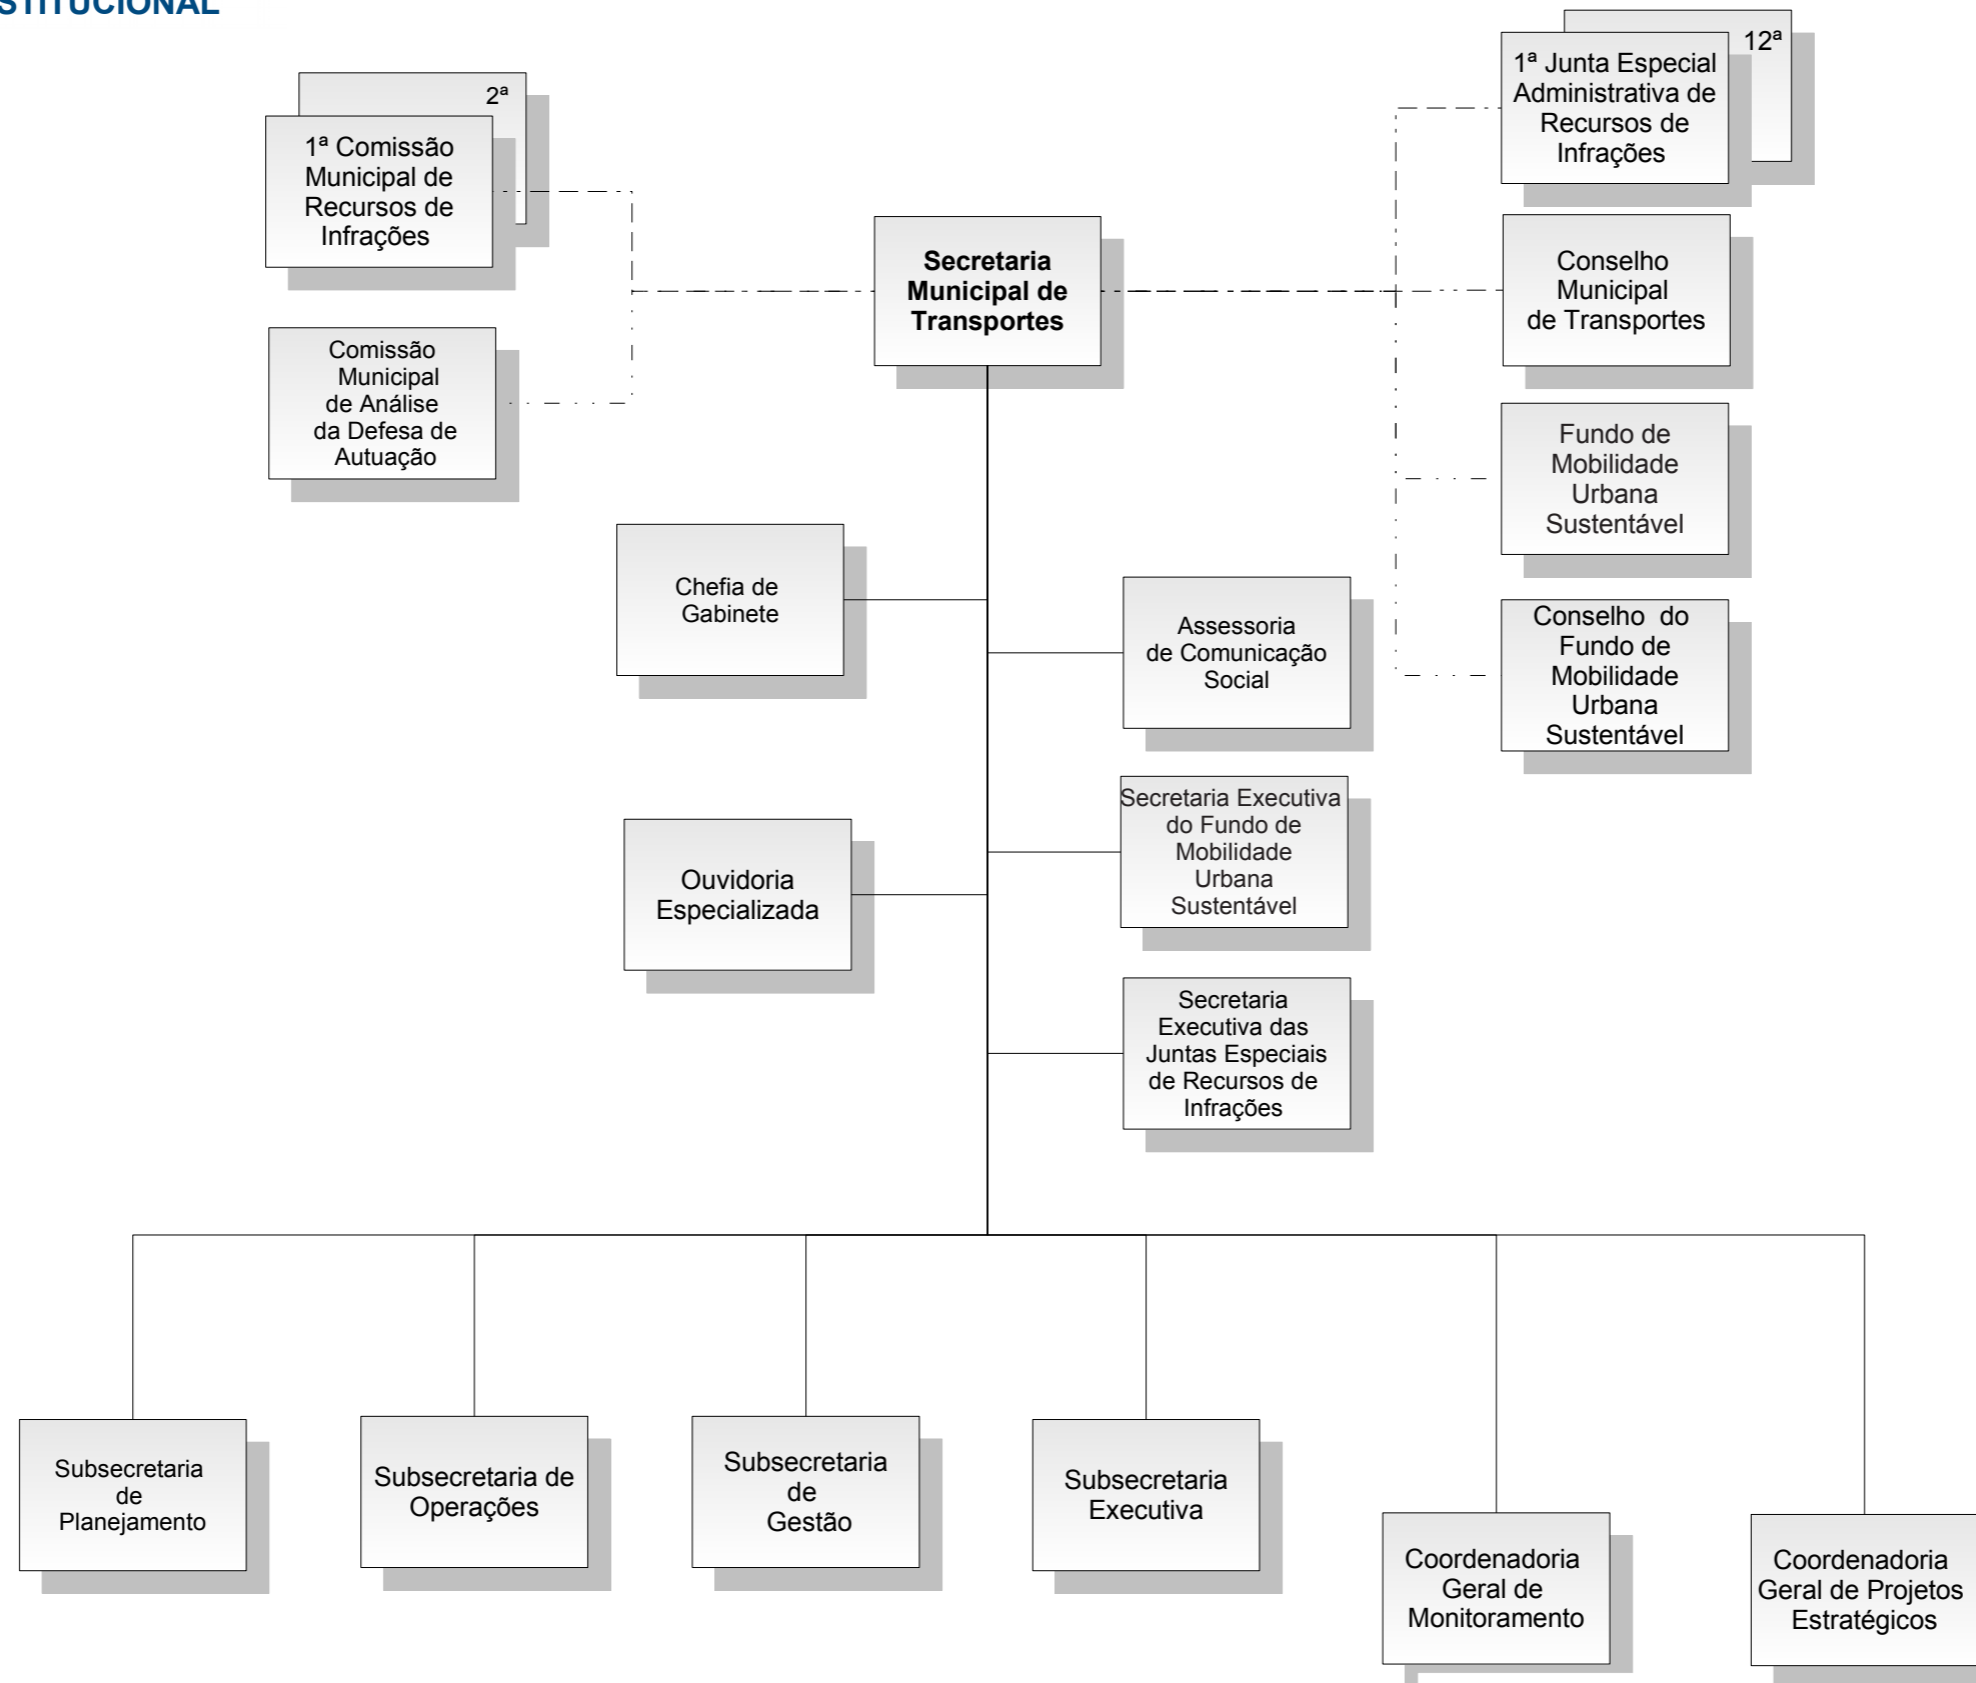 STITUCIONAL
12ª
1ª Junta Especial
Administrativa de
Recursos de
Infrações
2ª
1ª Comissão
Municipal de
Recursos de
Infrações
Secretaria
Municipal de
Transportes
Conselho
Municipal
de Transportes
Comissão
Municipal
de Análise
da Defesa de
Autuação
Fundo de
Mobilidade
Urbana
Sustentável
Chefia de
Gabinete
Assessoria
de Comunicação
Social
Conselho do
Fundo de
Mobilidade
Urbana
Sustentável
Secretaria Executiva
do Fundo de
Mobilidade
Urbana
Sustentável
Ouvidoria
Especializada
Secretaria
Executiva das
Juntas Especiais
de Recursos de
Infrações
Subsecretaria
de
Planejamento
Subsecretaria de
Operações
Subsecretaria
de
Gestão
Subsecretaria
Executiva
Coordenadoria
Geral de
Monitoramento
Coordenadoria
Geral de Projetos
Estratégicos